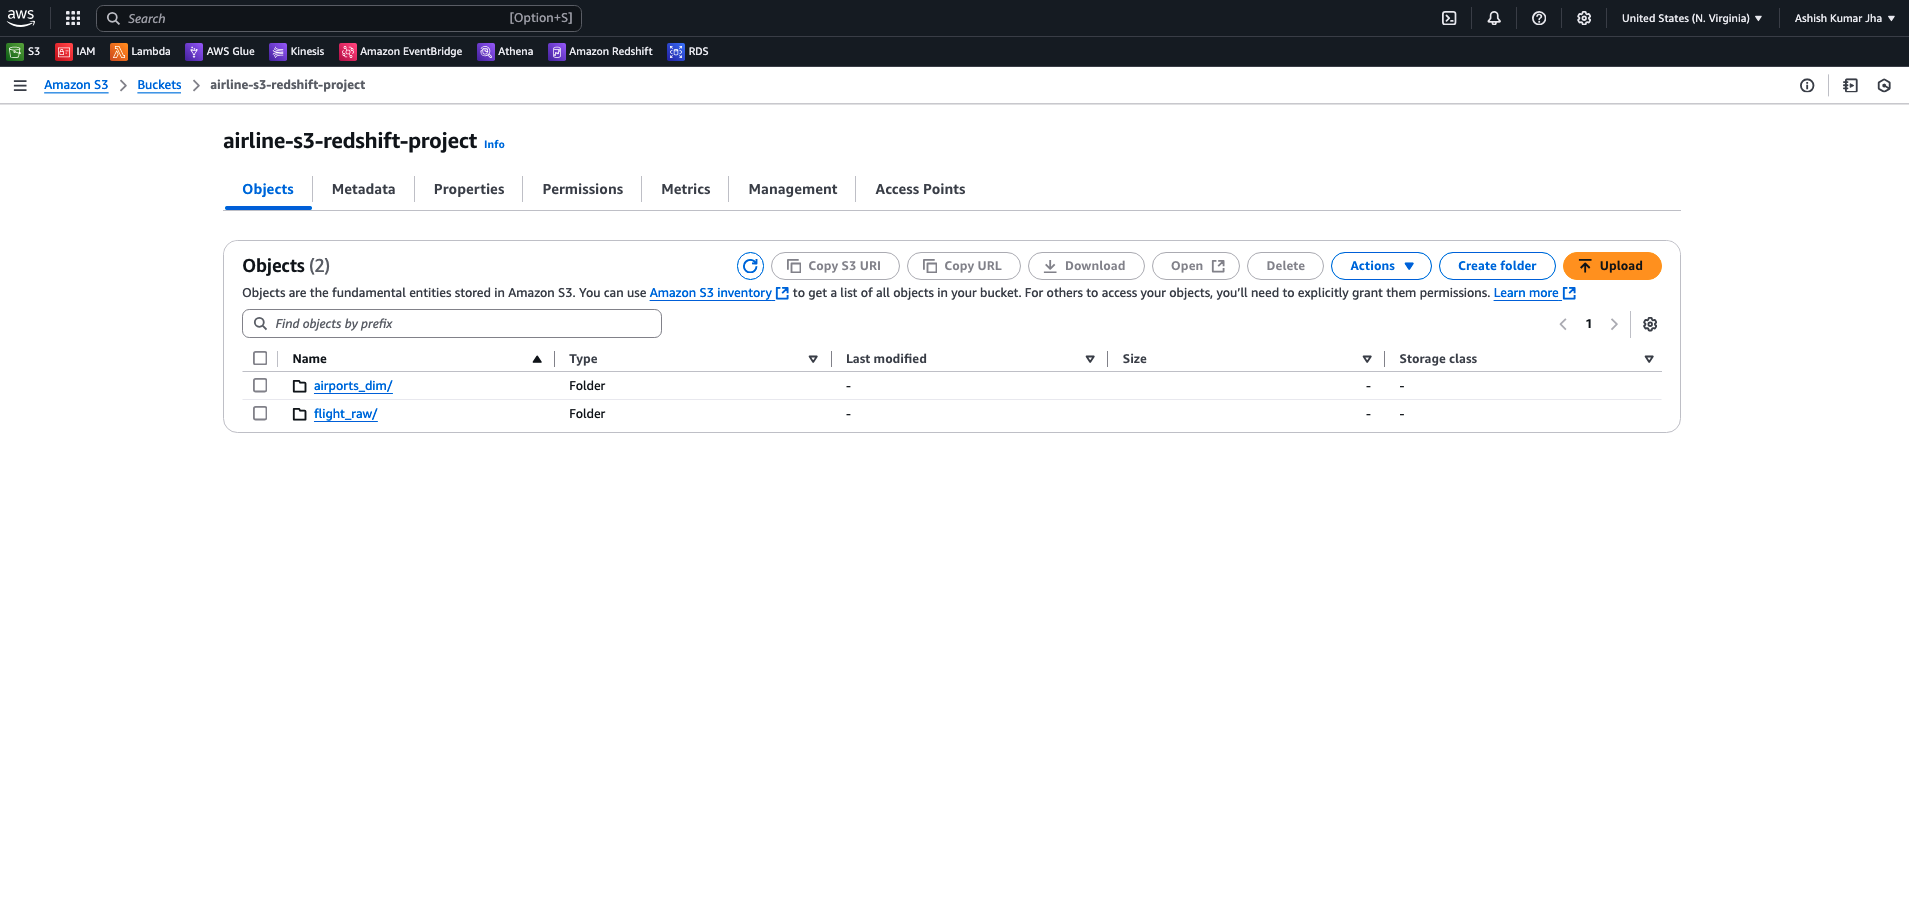 aws Search [Option+S] United States (N. Virginia) ▼ Ashish Kumar Jha ▼
S3 IAM Lambda AWS Glue Kinesis Amazon EventBridge Athena Amazon Redshift RDS
Amazon S3 > Buckets > airline-s3-redshift-project
airline-s3-redshift-project Info
Objects Metadata Properties Permissions Metrics Management Access Points
Objects (2) Copy S3 URI Copy URL Download Open Delete Actions ▼ Create folder Upload
Objects are the fundamental entities stored in Amazon S3. You can use Amazon S3 inventory to get a list of all objects in your bucket. For others to access your objects, you'll need to explicitly grant them permissions. Learn more
Find objects by prefix < 1 >
Name Type Last modified Size Storage class
airports_dim/ Folder - - -
flight_raw/ Folder - - -